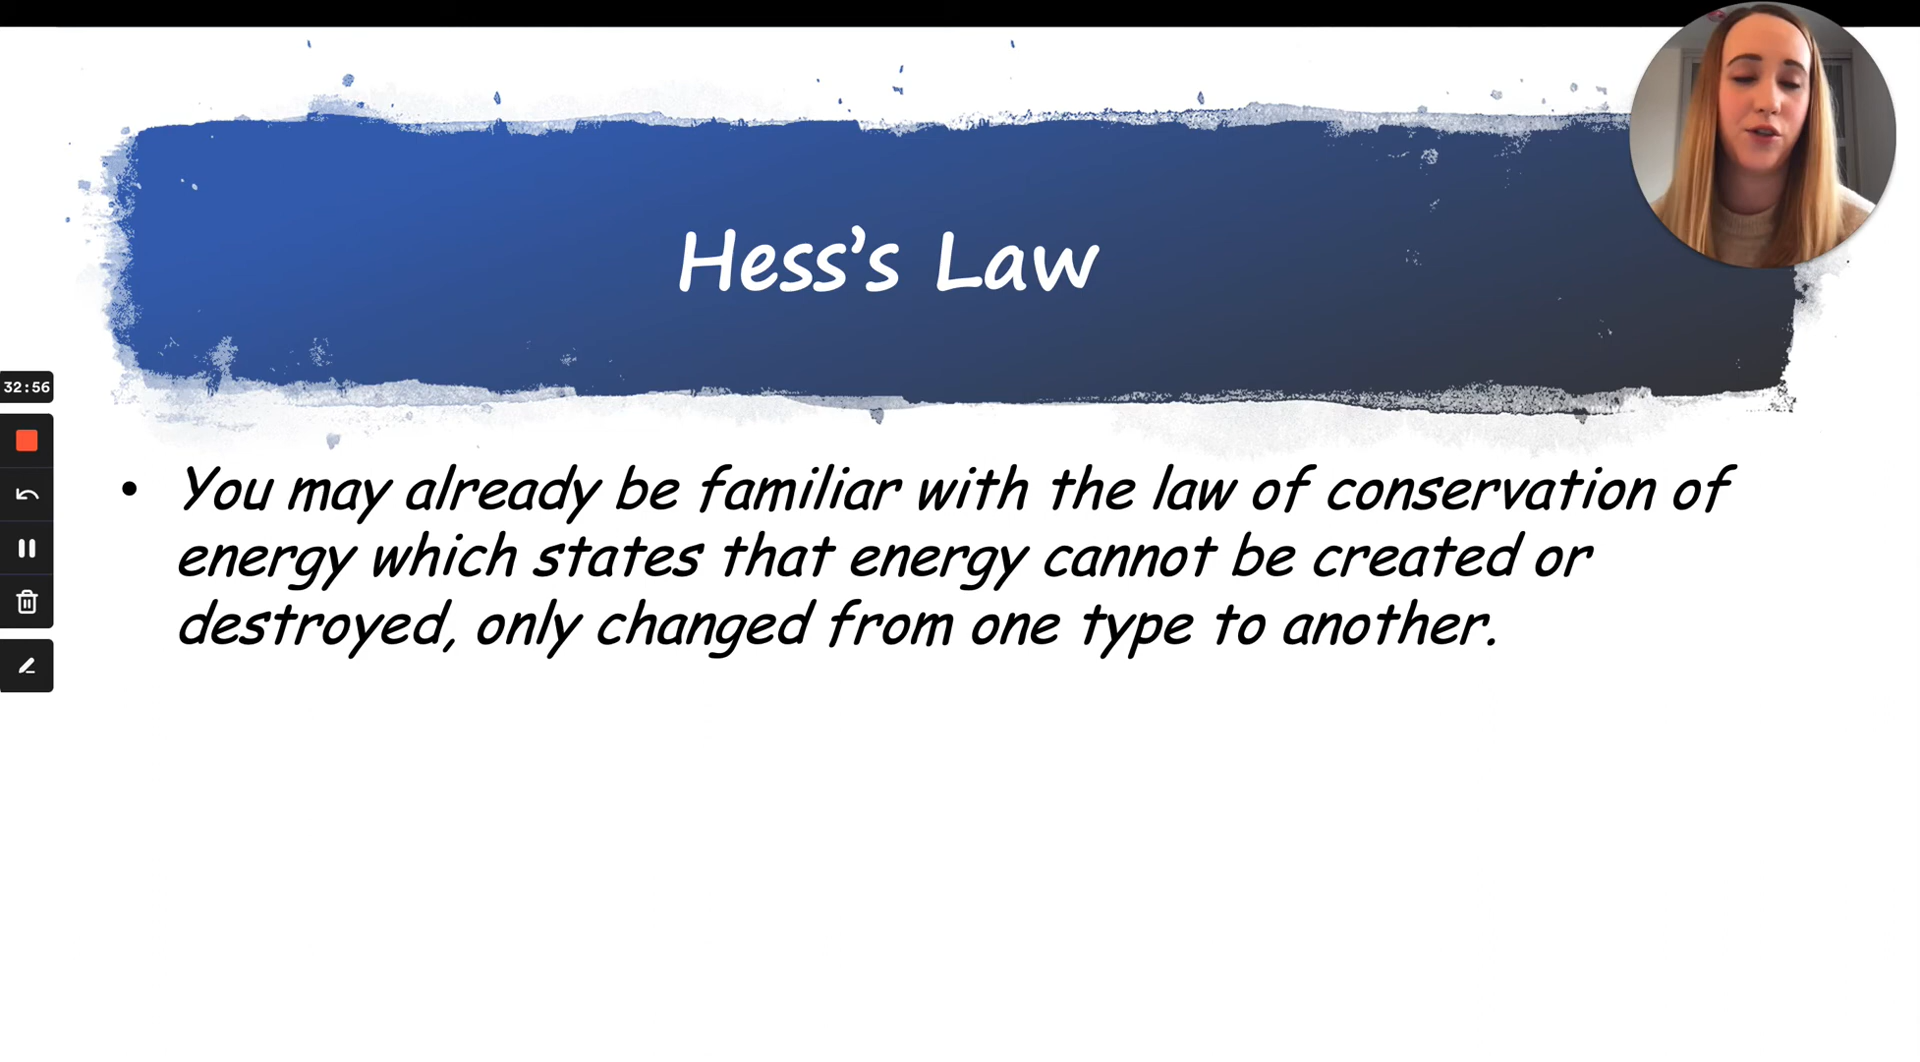 Hess’s Law
32:56
• You may already be familiar with the law of conservation of
energy which states that energy cannot be created or
destroyed, only changed from one type to another.